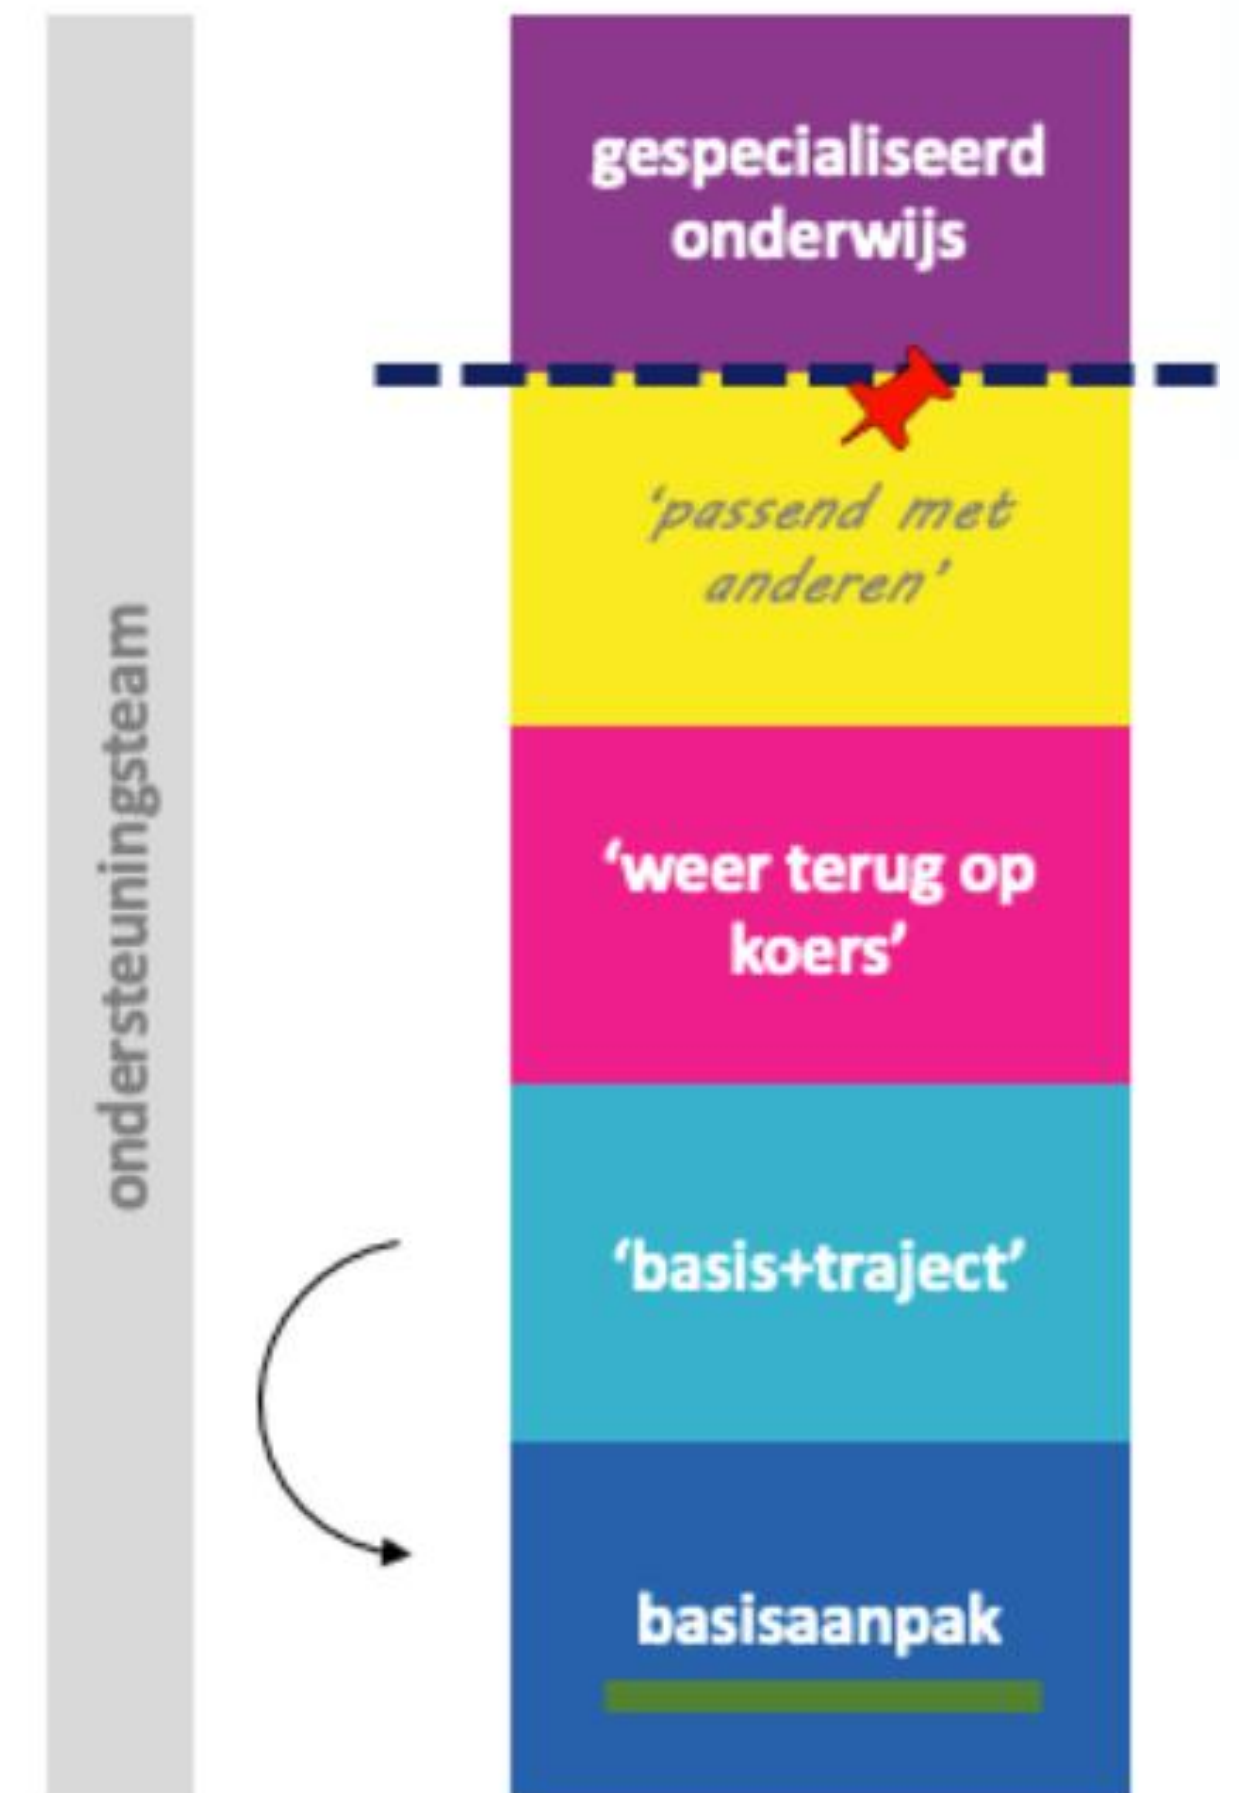 gespecialiseerd
onderwijs
'passend met
anderen'
ondersteuningsteam
‘weer terug op
koers’
‘basis+traject’
basisaanpak